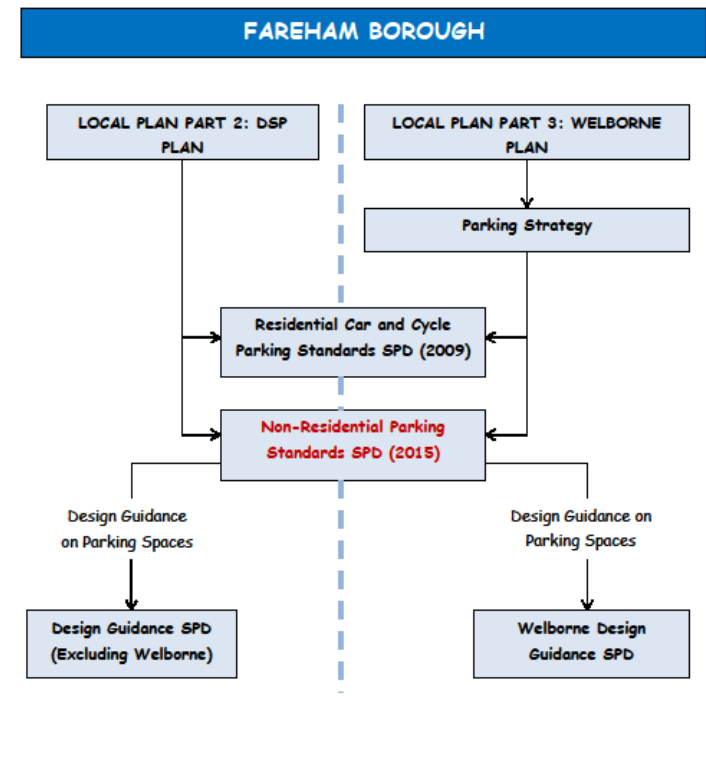 FAREHAM BOROUGH
LOCAL PLAN PART 2: DSP
PLAN
LOCAL PLAN PART 3: WELBORNE
PLAN
Parking Strategy
Residential Car and Cycle
Parking Standards SPD (2009)
Non-Residential Parking
Standards SPD (2015)
Design Guidance
on Parking Spaces
Design Guidance on
Parking Spaces
Design Guidance SPD
(Excluding Welborne)
Welborne Design
Guidance SPD